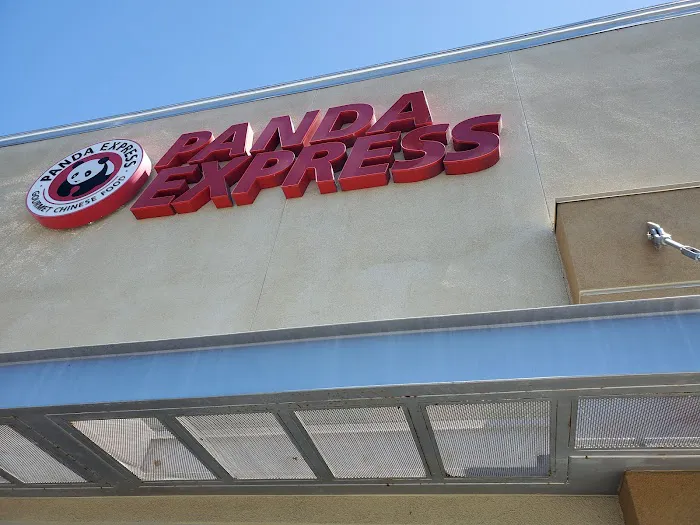 PANDA EXPRESS
GOURMET CHINESE FOOD
PANDA
EXPRESS